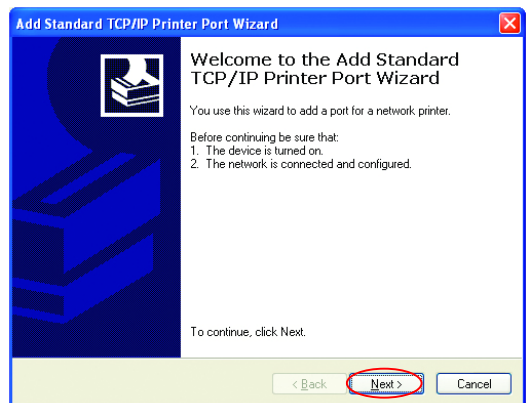 Add Standard TCP/IP Printer Port Wizard
Welcome to the Add Standard
TCP/IP Printer Port Wizard
You use this wizard to add a port for a network printer.
Before continuing be sure that:
1. The device is turned on.
2. The network is connected and configured.
To continue, click Next.
< Back
Next >
Cancel